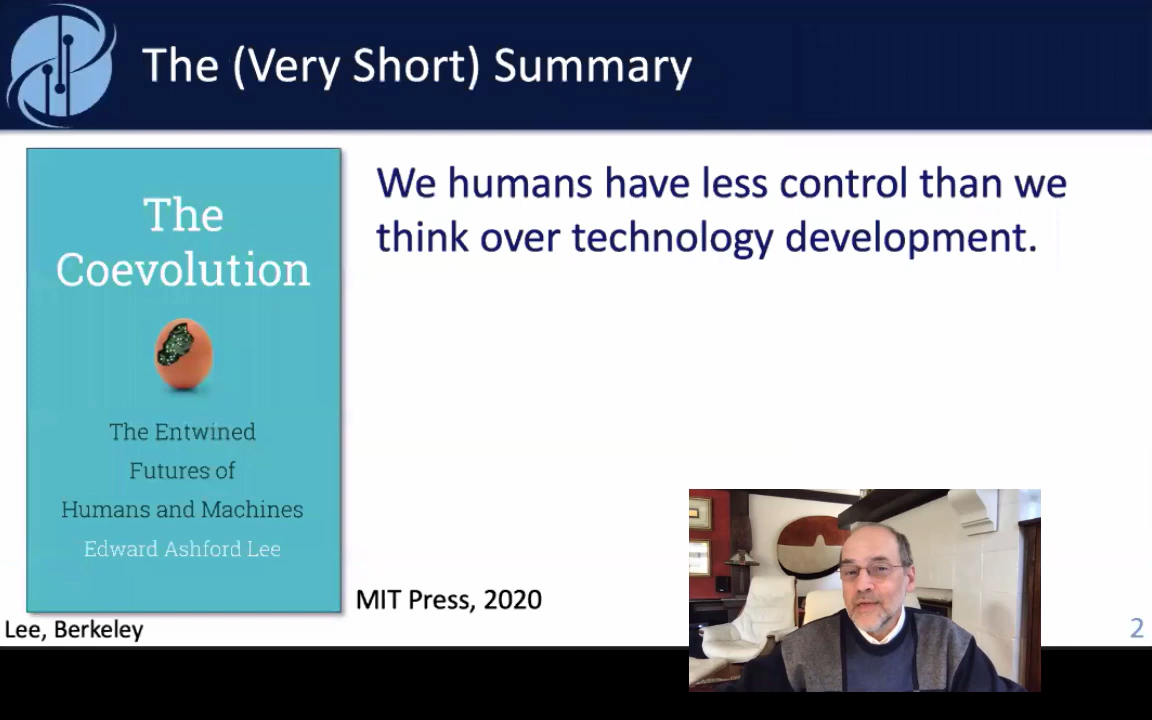 The (Very Short) Summary
The
Coevolution
The Entwined
Futures of
Humans and Machines
Edward Ashford Lee
We humans have less control than we
think over technology development.
MIT Press, 2020
Lee, Berkeley
2